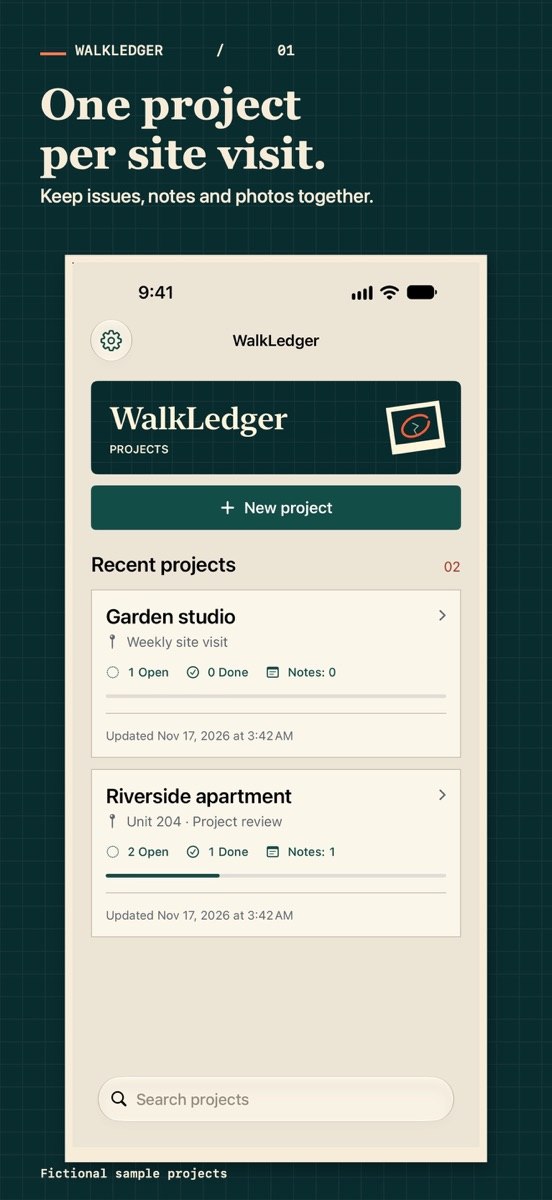 WALKLEDGER / 01
One project
per site visit.
Keep issues, notes and photos together.
9:41
WalkLedger
WalkLedger
PROJECTS
+ New project
Recent projects 02
Garden studio
Weekly site visit
1 Open 0 Done Notes: 0
Updated Nov 17, 2026 at 3:42 AM
Riverside apartment
Unit 204 · Project review
2 Open 1 Done Notes: 1
Updated Nov 17, 2026 at 3:42 AM
Search projects
Fictional sample projects